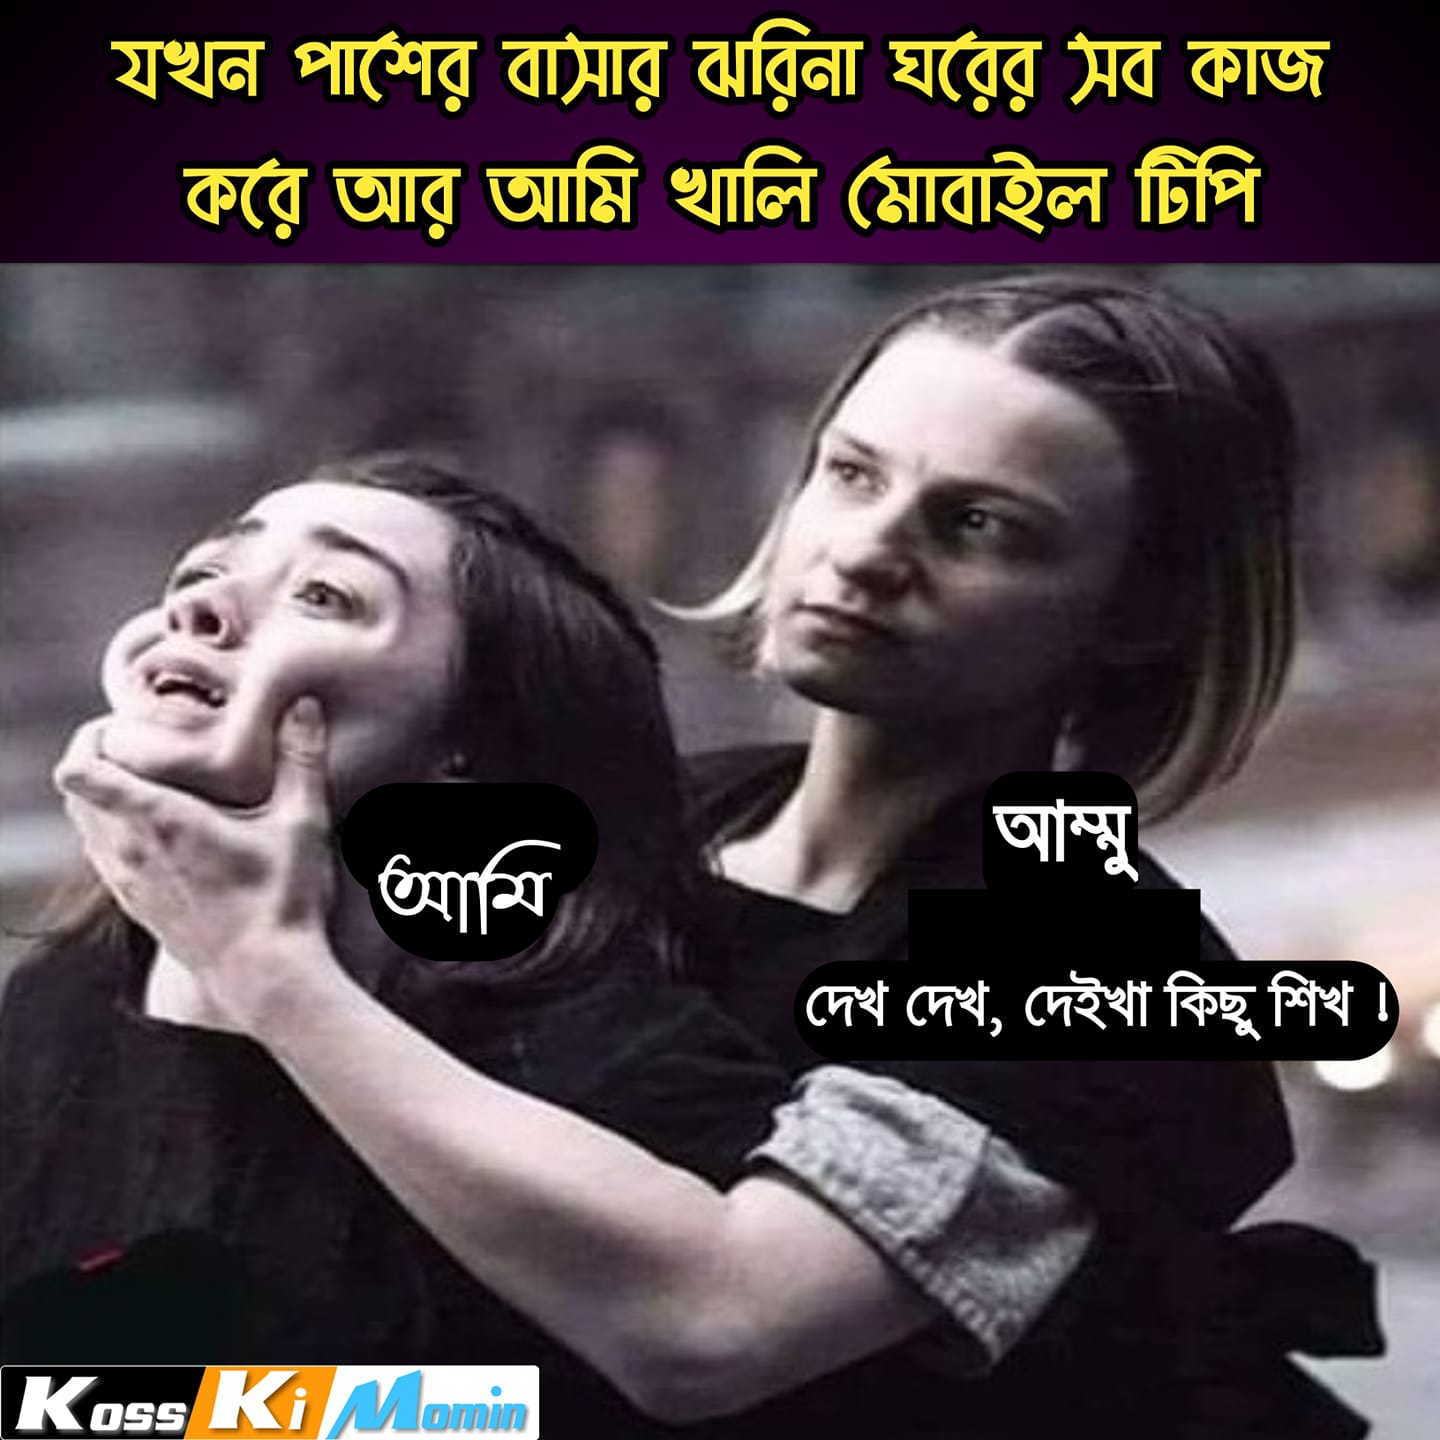 যখন পাশের বাসার ঝরিনা ঘরের সব কাজ
করে আর আমি খালি মোবাইল টিপি
আমি
আম্মু
দেখ দেখ, দেইখা কিছু শিখ !
Koss Ki Momin